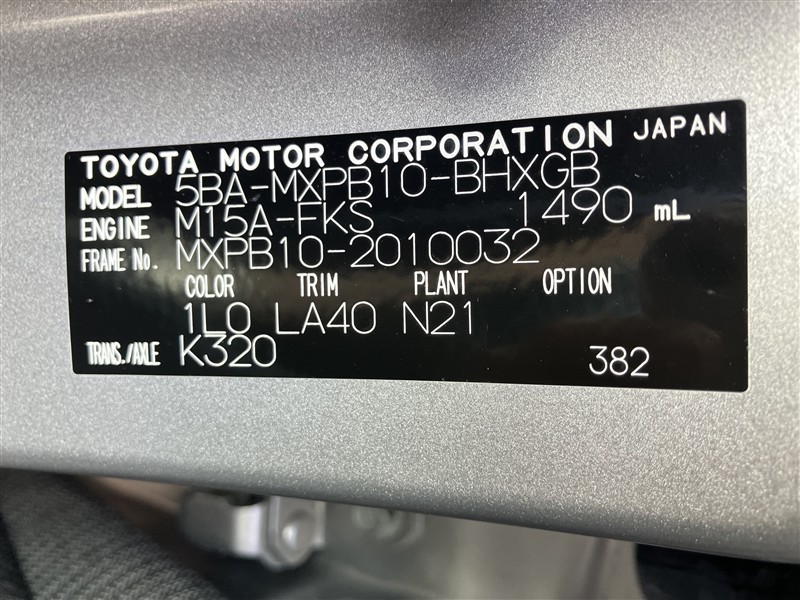 TOYOTA MOTOR CORPORATION JAPAN
MODEL 5BA-MXPB10-BHXGB
ENGINE M15A-FKS 1490 mL
FRAME No. MXPB10-2010032
COLOR TRIM PLANT OPTION
1L0 LA40 N21
TRANS./AXLE K320 382